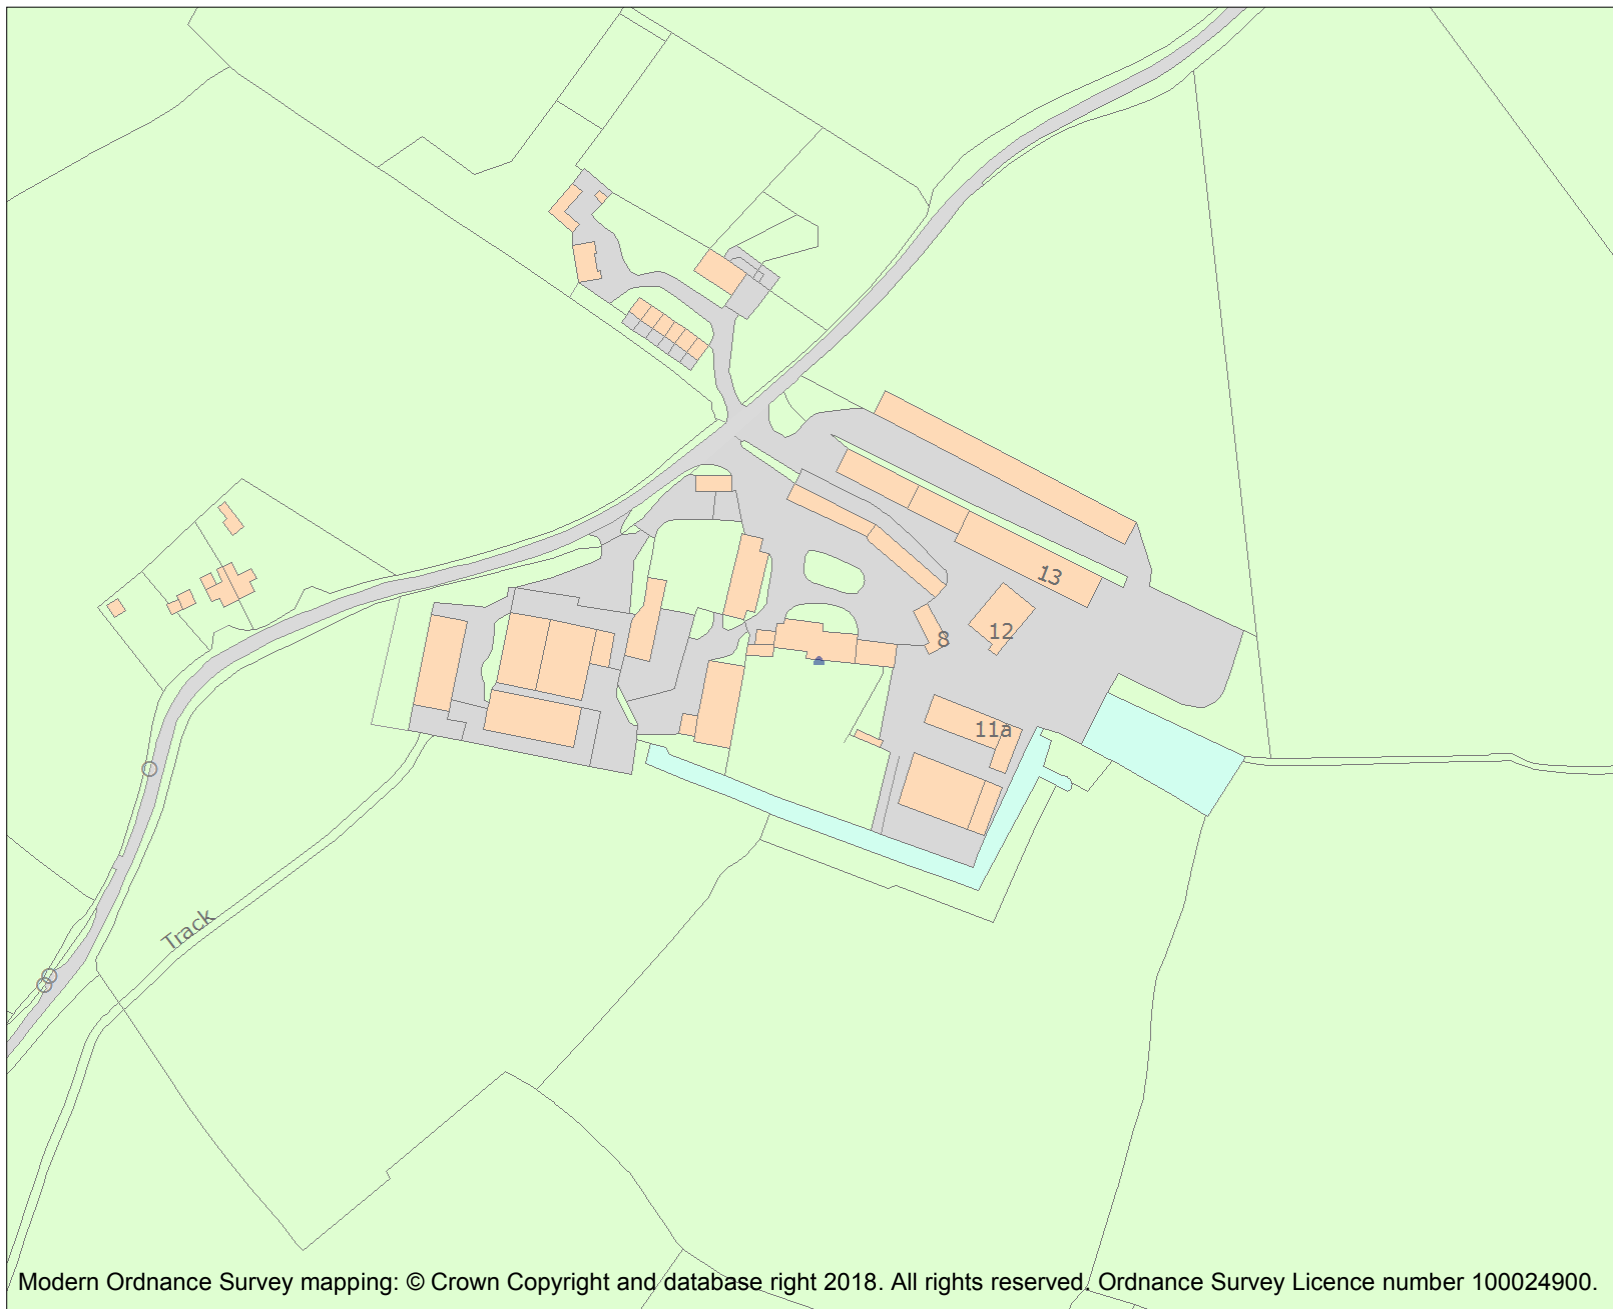 13
12
8
11a
Track
Modern Ordnance Survey mapping: © Crown Copyright and database right 2018. All rights reserved. Ordnance Survey Licence number 100024900.